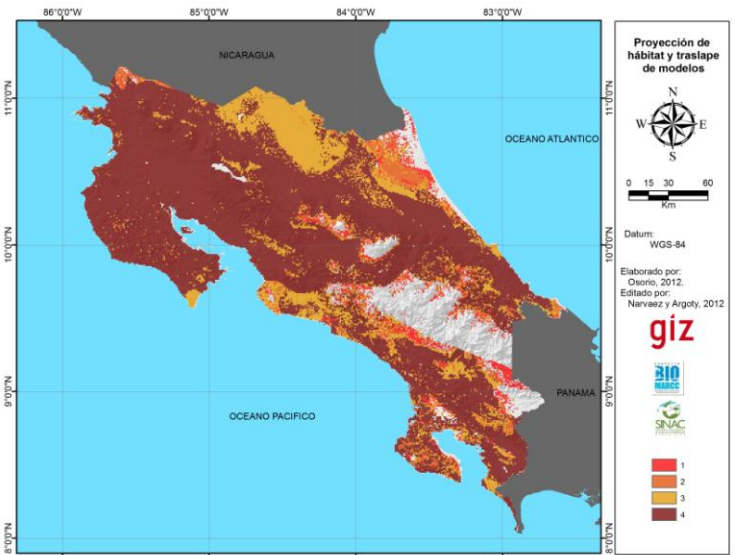 86°0'0"W 85°0'0"W 84°0'0"W 83°0'0"W
NICARAGUA
OCEANO ATLANTICO
OCEANO PACIFICO
PANAMA
11°0'0"N
10°0'0"N
9°0'0"N
8°0'0"N
11°0'0"N
10°0'0"N
9°0'0"N
8°0'0"N
Proyección de
hábitat y traslape
de modelos
N
W E
S
0 15 30 60
Km
Datum:
WGS-84
Elaborado por:
Osorio, 2012.
Editado por:
Narvaez y Argoty, 2012
giz
BIO
MARCC
SINAC
1
2
3
4